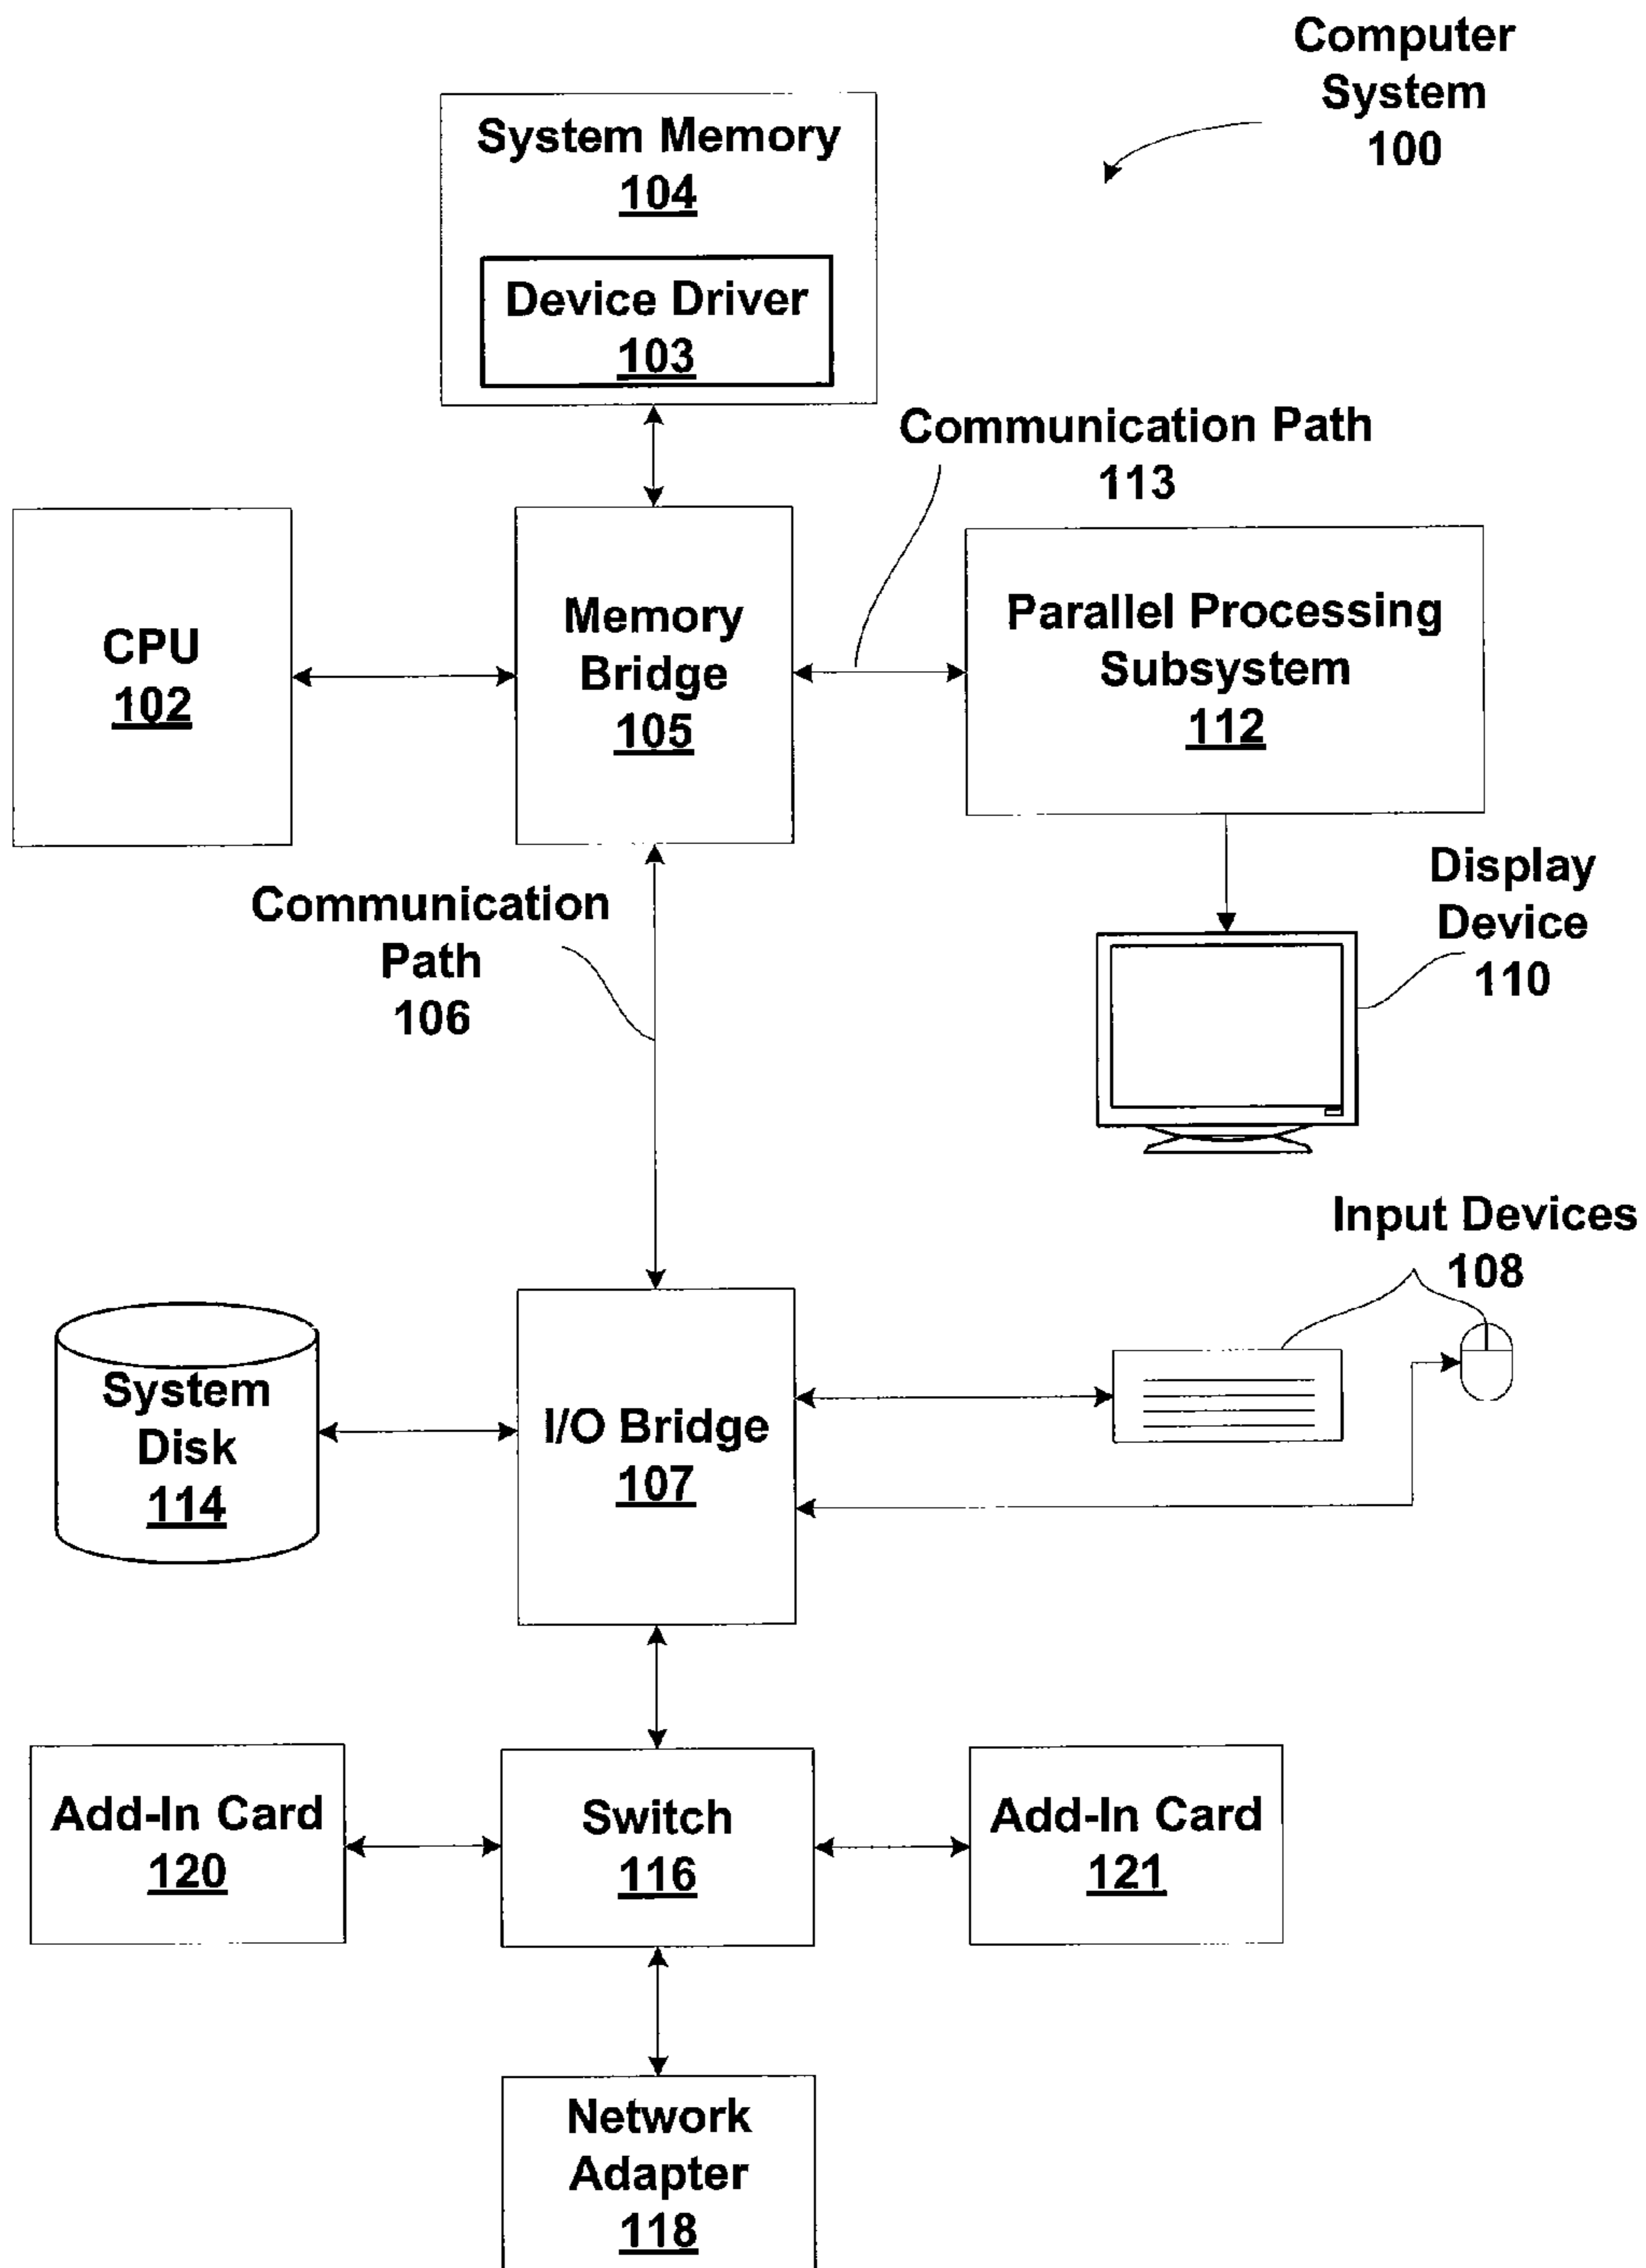 Computer
System
100
System Memory
104
Device Driver
103
Communication Path
113
CPU
102
Memory
Bridge
105
Parallel Processing
Subsystem
112
Communication
Path
106
Display
Device
110
Input Devices
108
System
Disk
114
I/O Bridge
107
Add-In Card
120
Switch
116
Add-In Card
121
Network
Adapter
118